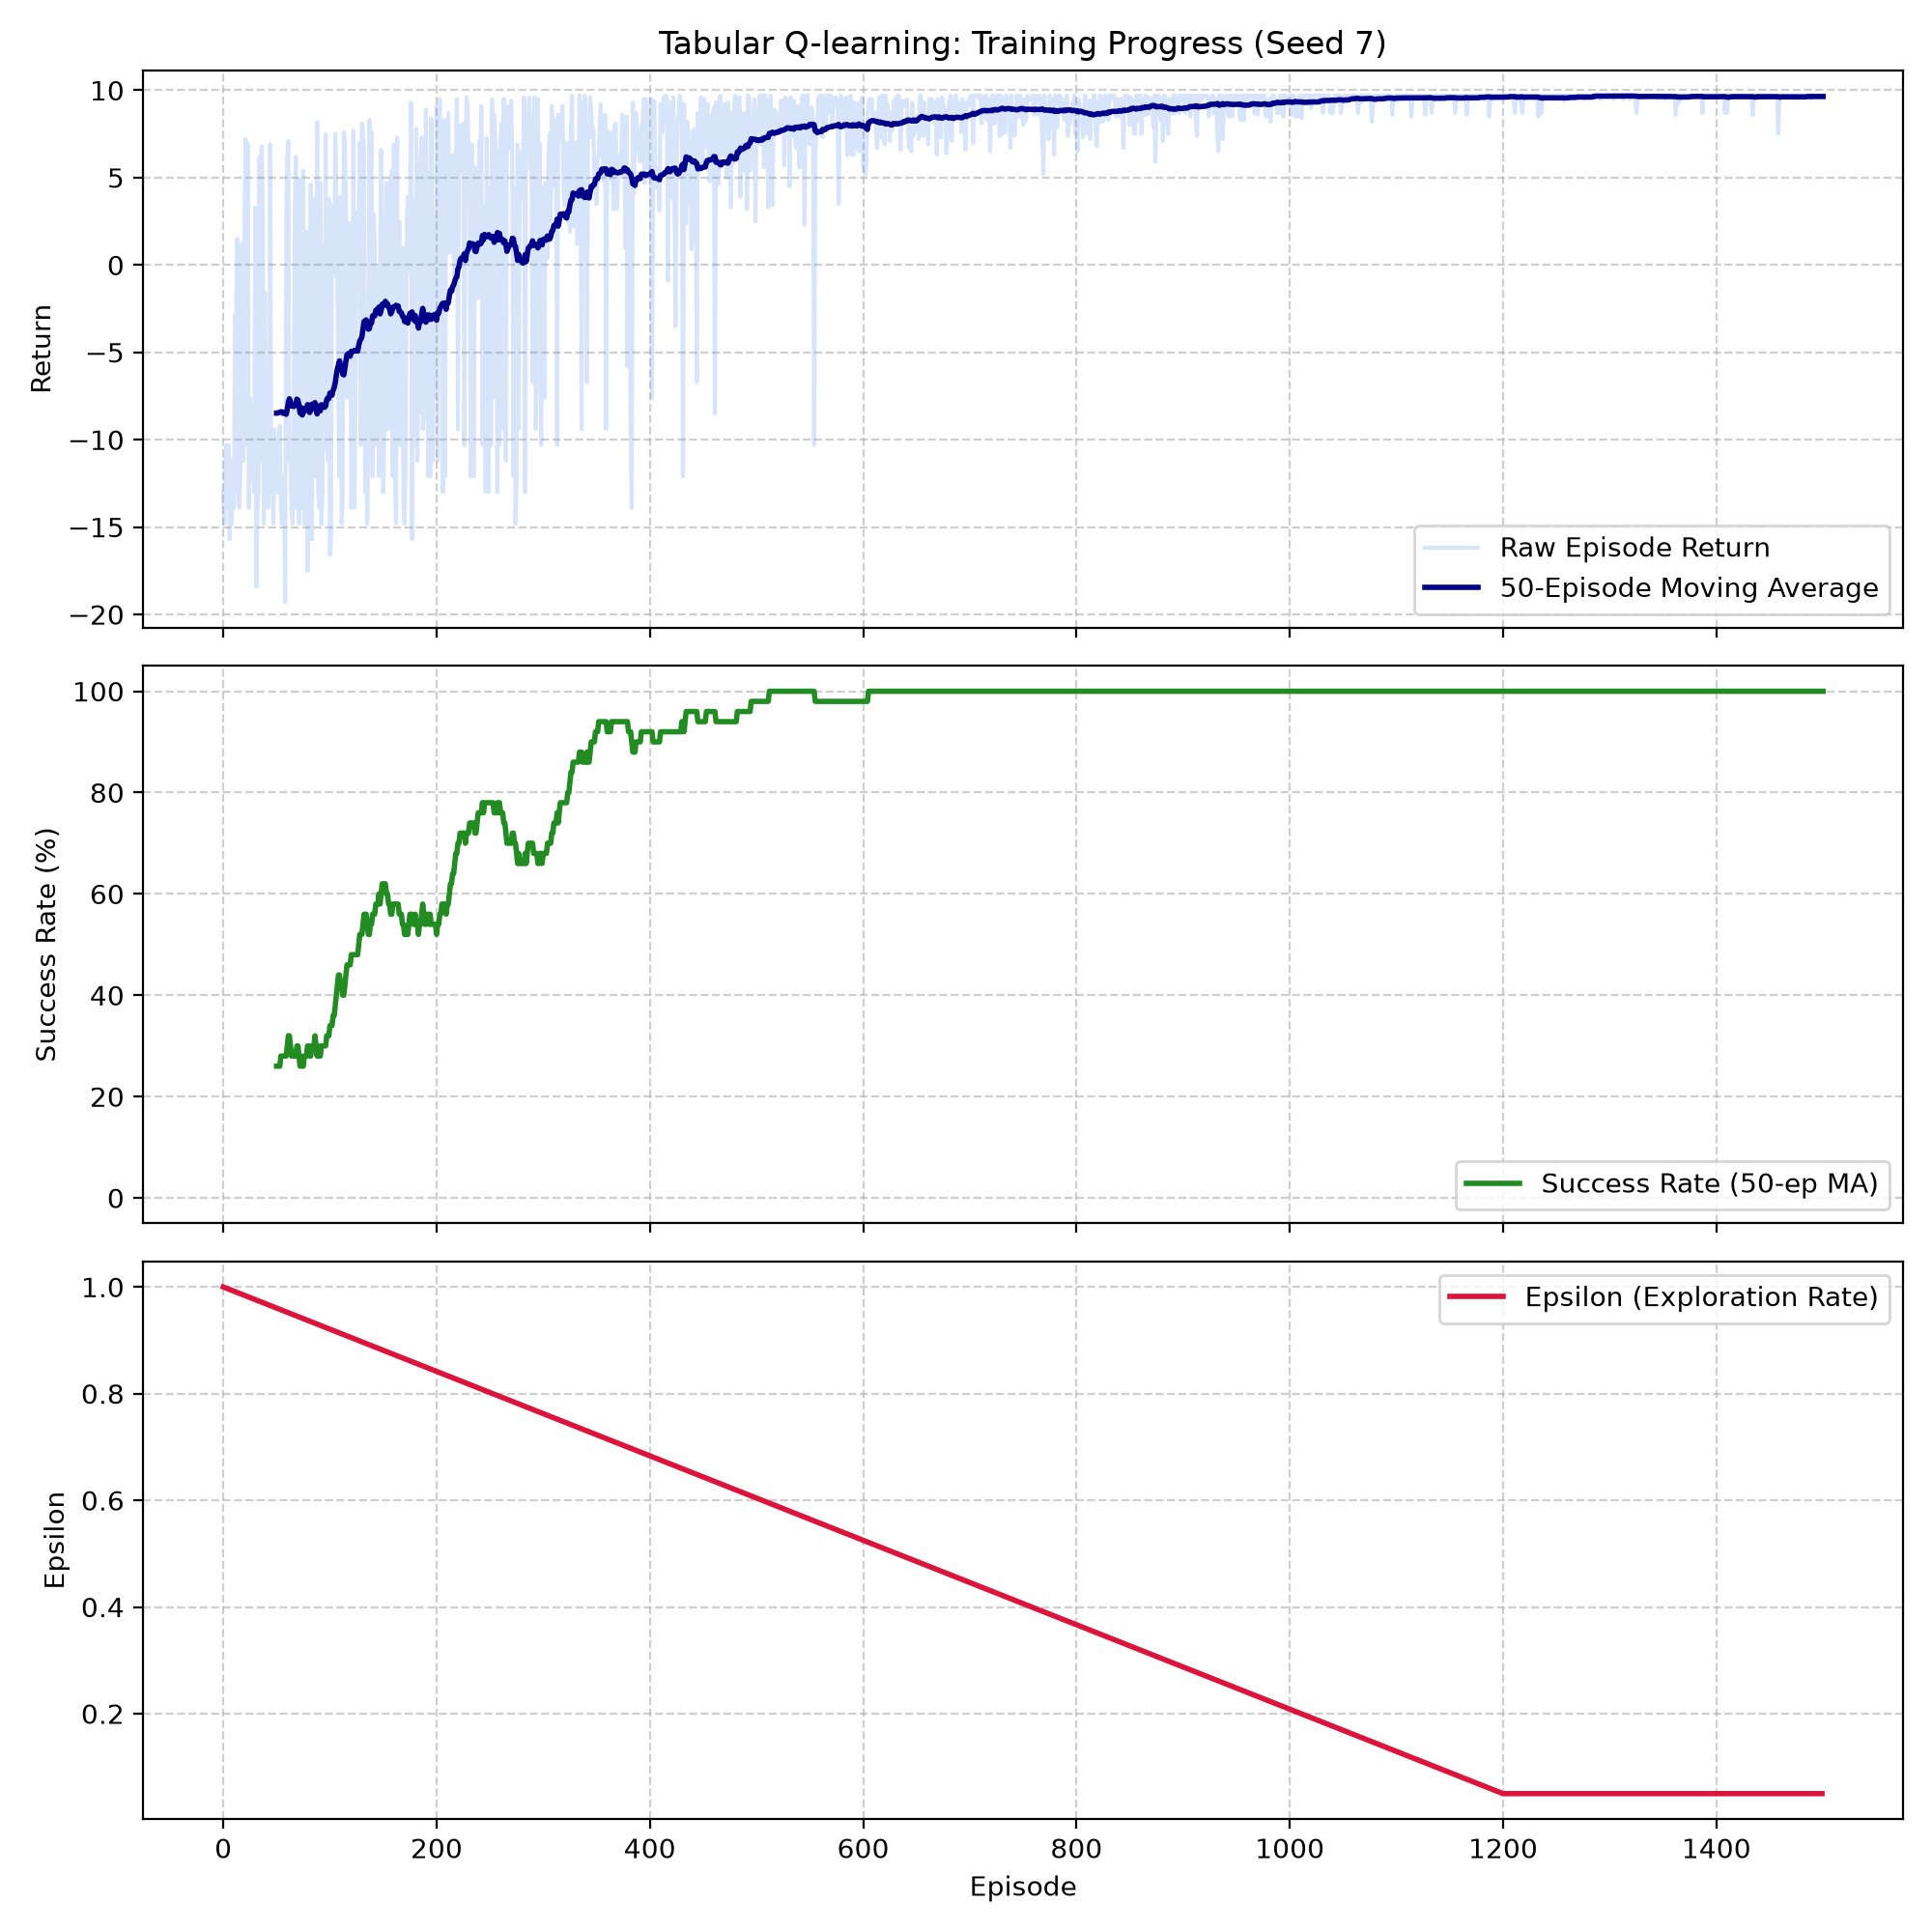 Tabular Q-learning: Training Progress (Seed 7)
10
5
0
−5
−10
−15
−20
Return
Raw Episode Return
50-Episode Moving Average
100
80
60
40
20
0
Success Rate (%)
Success Rate (50-ep MA)
1.0
0.8
0.6
0.4
0.2
Epsilon
Epsilon (Exploration Rate)
0 200 400 600 800 1000 1200 1400
Episode